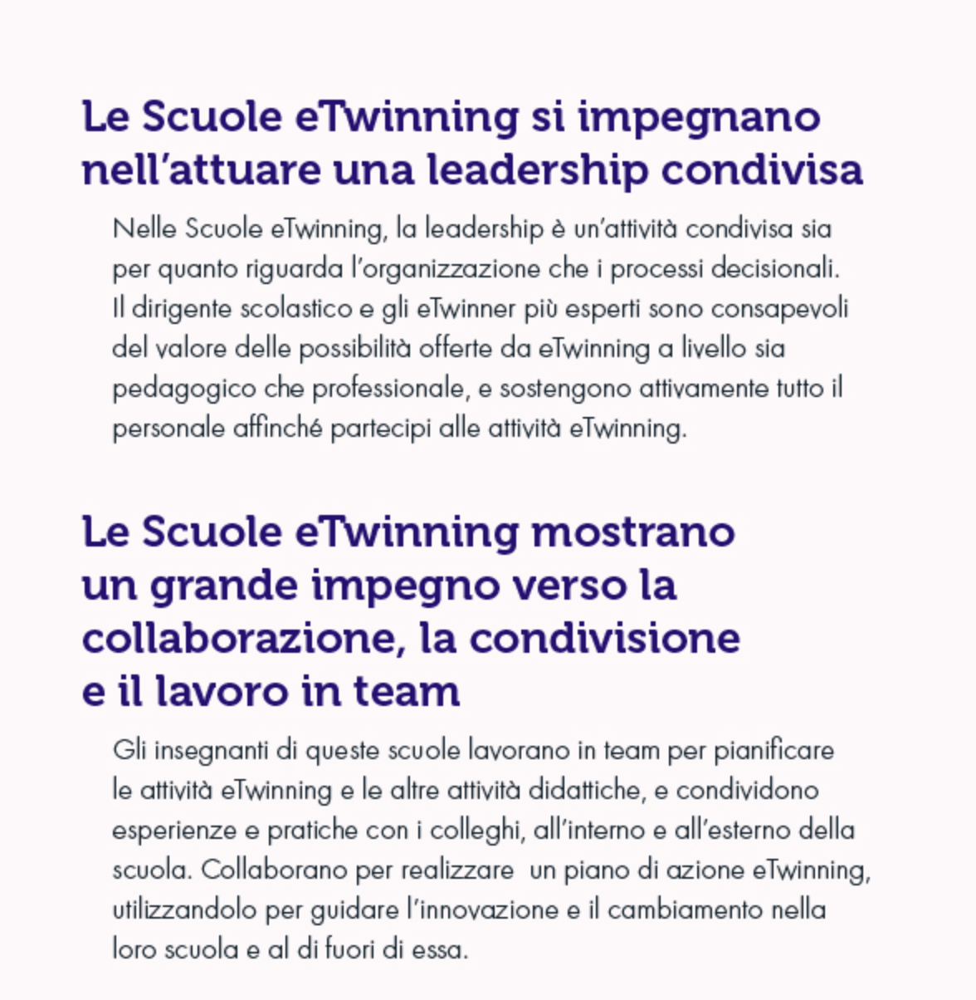 Le Scuole eTwinning si impegnano
nell’attuare una leadership condivisa
Nelle Scuole eTwinning, la leadership è un’attività condivisa sia
per quanto riguarda l’organizzazione che i processi decisionali.
Il dirigente scolastico e gli eTwinner più esperti sono consapevoli
del valore delle possibilità offerte da eTwinning a livello sia
pedagogico che professionale, e sostengono attivamente tutto il
personale affinché partecipi alle attività eTwinning.
Le Scuole eTwinning mostrano
un grande impegno verso la
collaborazione, la condivisione
e il lavoro in team
Gli insegnanti di queste scuole lavorano in team per pianificare
le attività eTwinning e le altre attività didattiche, e condividono
esperienze e pratiche con i colleghi, all’interno e all’esterno della
scuola. Collaborano per realizzare  un piano di azione eTwinning,
utilizzandolo per guidare l’innovazione e il cambiamento nella
loro scuola e al di fuori di essa.